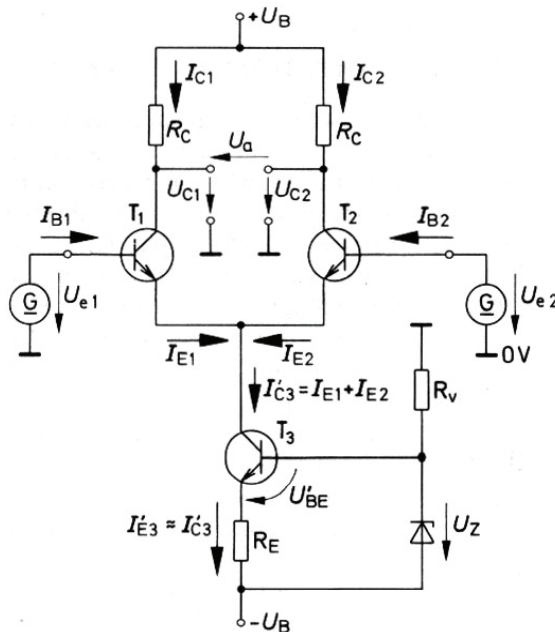 +U_B
I_C1 I_C2
R_C R_C
U_a
U_C1 U_C2
I_B1 T_1 T_2 I_B2
G U_e1 G U_e2
0V
I_E1 I_E2
I'_C3 = I_E1 + I_E2 R_v
T_3
U'_BE
I'_E3 ≈ I'_C3 R_E U_Z
-U_B